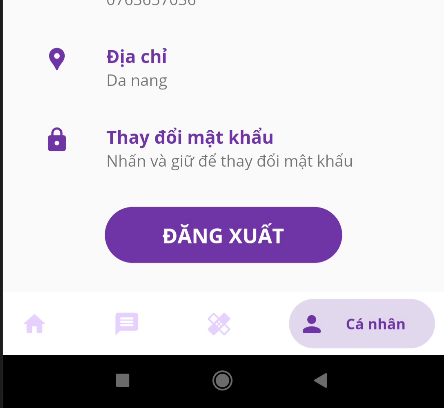 Địa chỉ
Da nang
Thay đổi mật khẩu
Nhấn và giữ để thay đổi mật khẩu
ĐĂNG XUẤT
Cá nhân